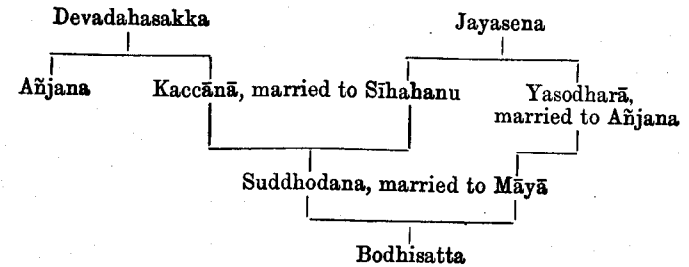 Devadahasakka Jayasena
Añjana Kaccānā, married to Sīhahanu Yasodharā,
married to Añjana
Suddhodana, married to Māyā
Bodhisatta